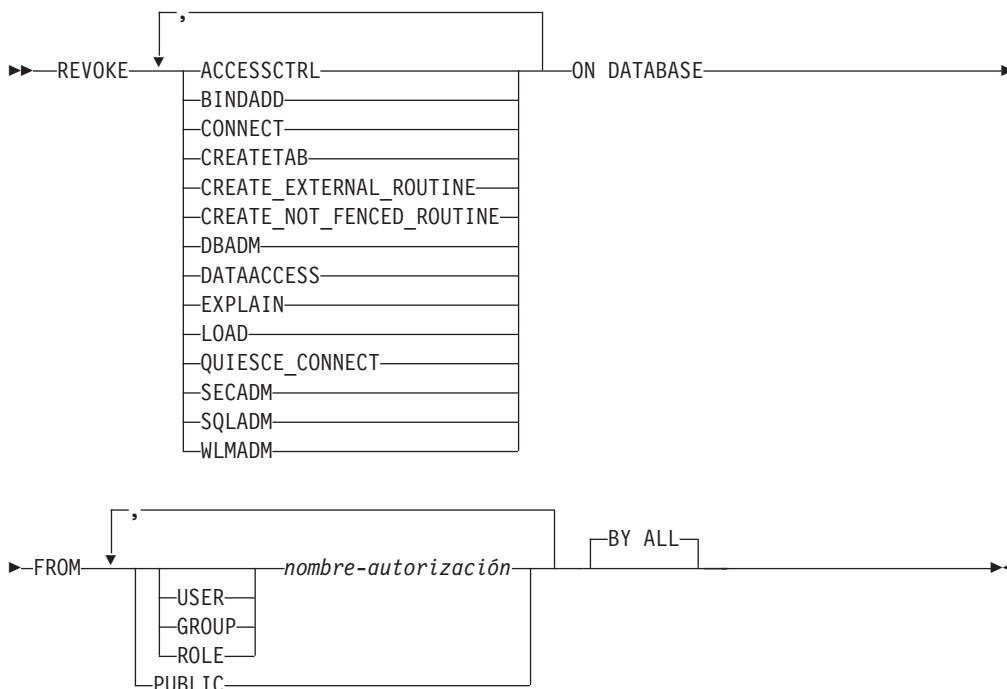 ,
REVOKE ACCESSCTRL ON DATABASE
BINDADD
CONNECT
CREATETAB
CREATE_EXTERNAL_ROUTINE
CREATE_NOT_FENCED_ROUTINE
DBADM
DATAACCESS
EXPLAIN
LOAD
QUIESCE_CONNECT
SECADM
SQLADM
WLMADM
,
BY ALL
FROM nombre-autorización
USER
GROUP
ROLE
PUBLIC